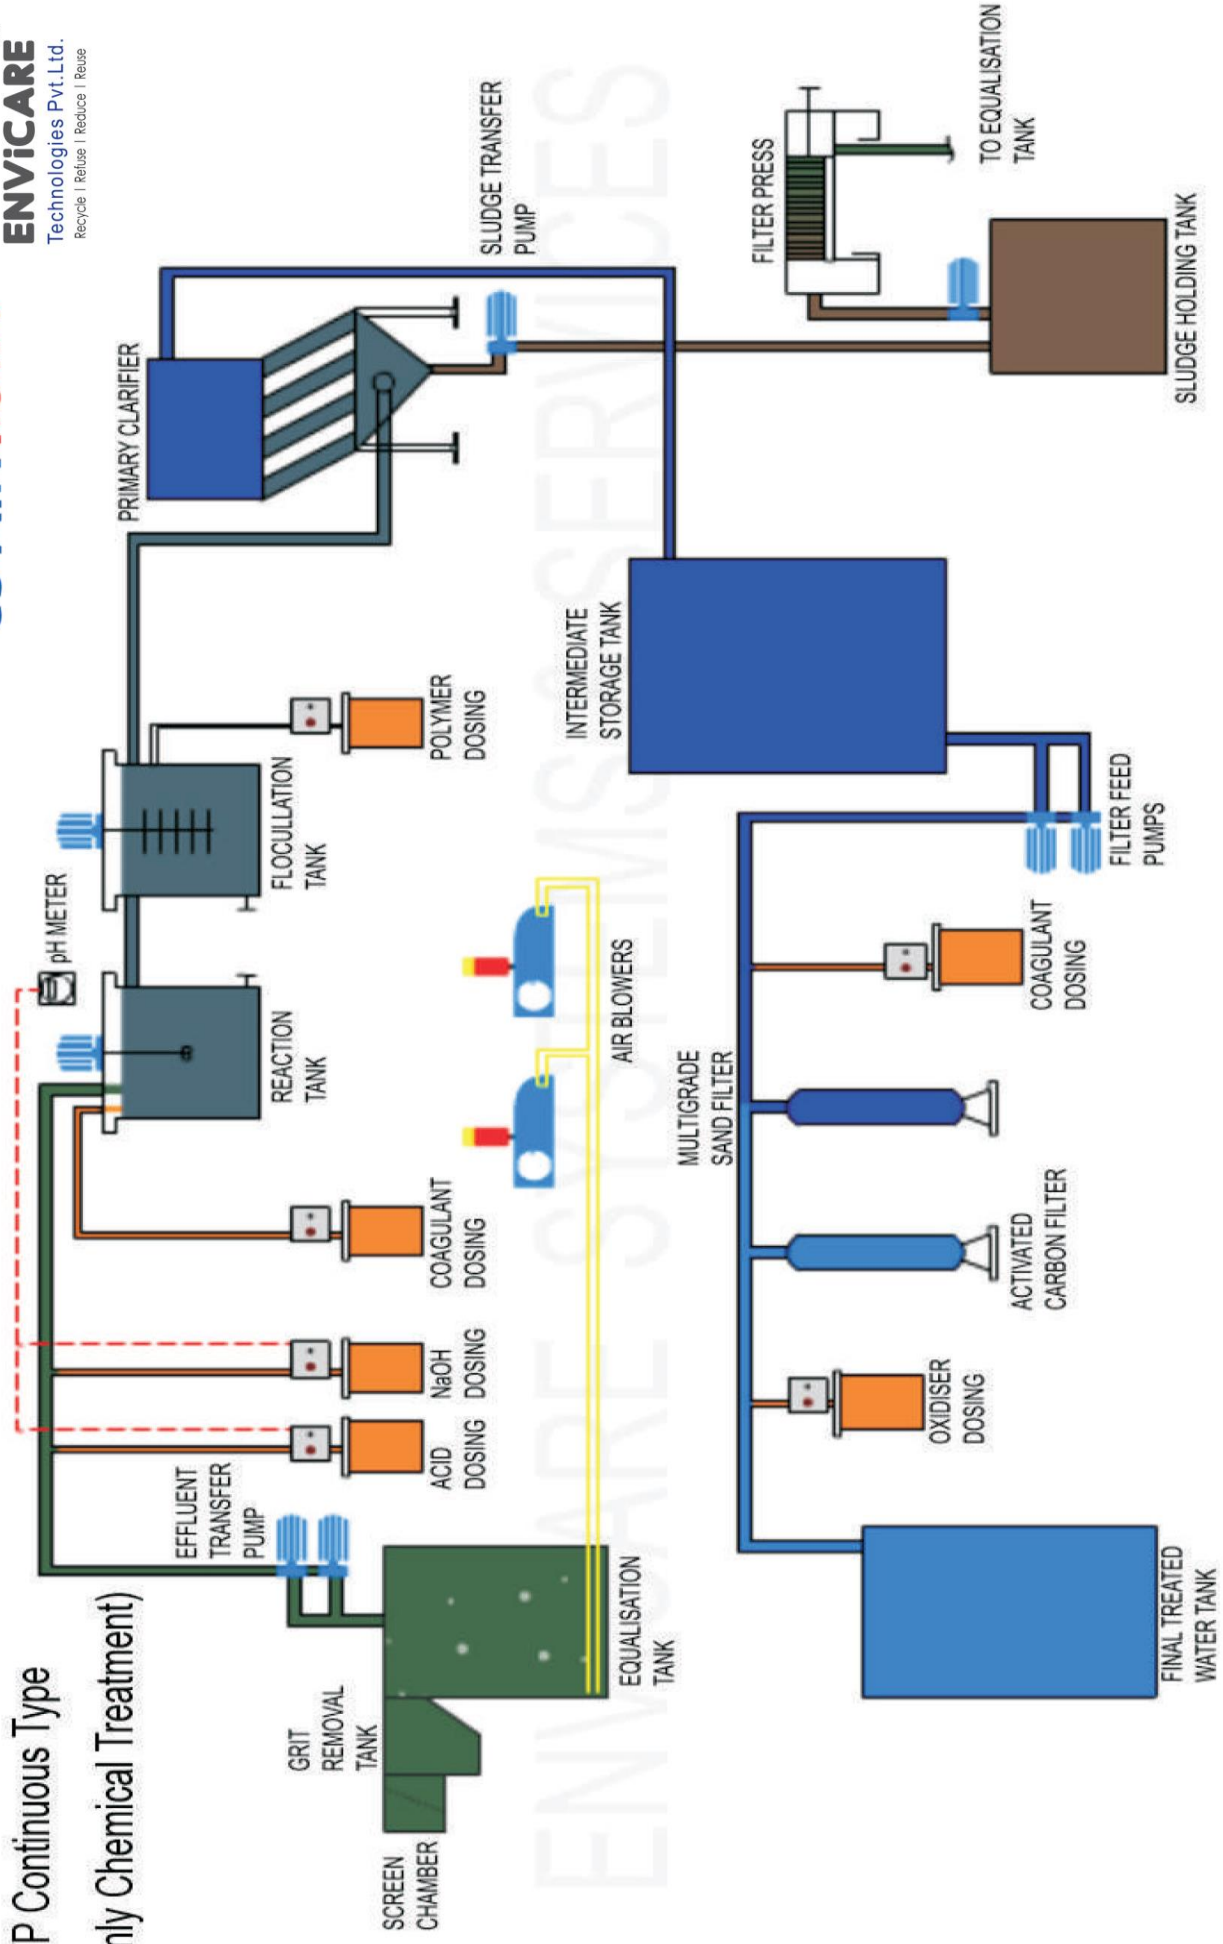 P Continuous Type
nly Chemical Treatment)
ENViCARE
Technologies Pvt.Ltd.
Recycle I Refuse I Reduce I Reuse
SCREEN
CHAMBER
GRIT
REMOVAL
TANK
EQUALISATION
TANK
EFFLUENT
TRANSFER
PUMP
ACID
DOSING
NaOH
DOSING
COAGULANT
DOSING
REACTION
TANK
pH METER
FLOCULLATION
TANK
POLYMER
DOSING
PRIMARY CLARIFIER
SLUDGE TRANSFER
PUMP
AIR BLOWERS
INTERMEDIATE
STORAGE TANK
FILTER PRESS
TO EQUALISATION
TANK
SLUDGE HOLDING TANK
FILTER FEED
PUMPS
COAGULANT
DOSING
MULTIGRADE
SAND FILTER
ACTIVATED
CARBON FILTER
OXIDISER
DOSING
FINAL TREATED
WATER TANK
ENVICARE SYSTEMS SERVICES